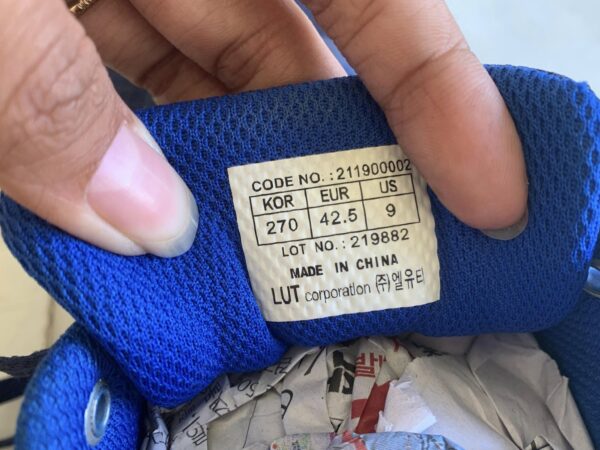 CODE NO. : 211900002
KOR EUR US
270 42.5 9
LOT NO. : 219882
MADE IN CHINA
LUT corporation (주)엘유티